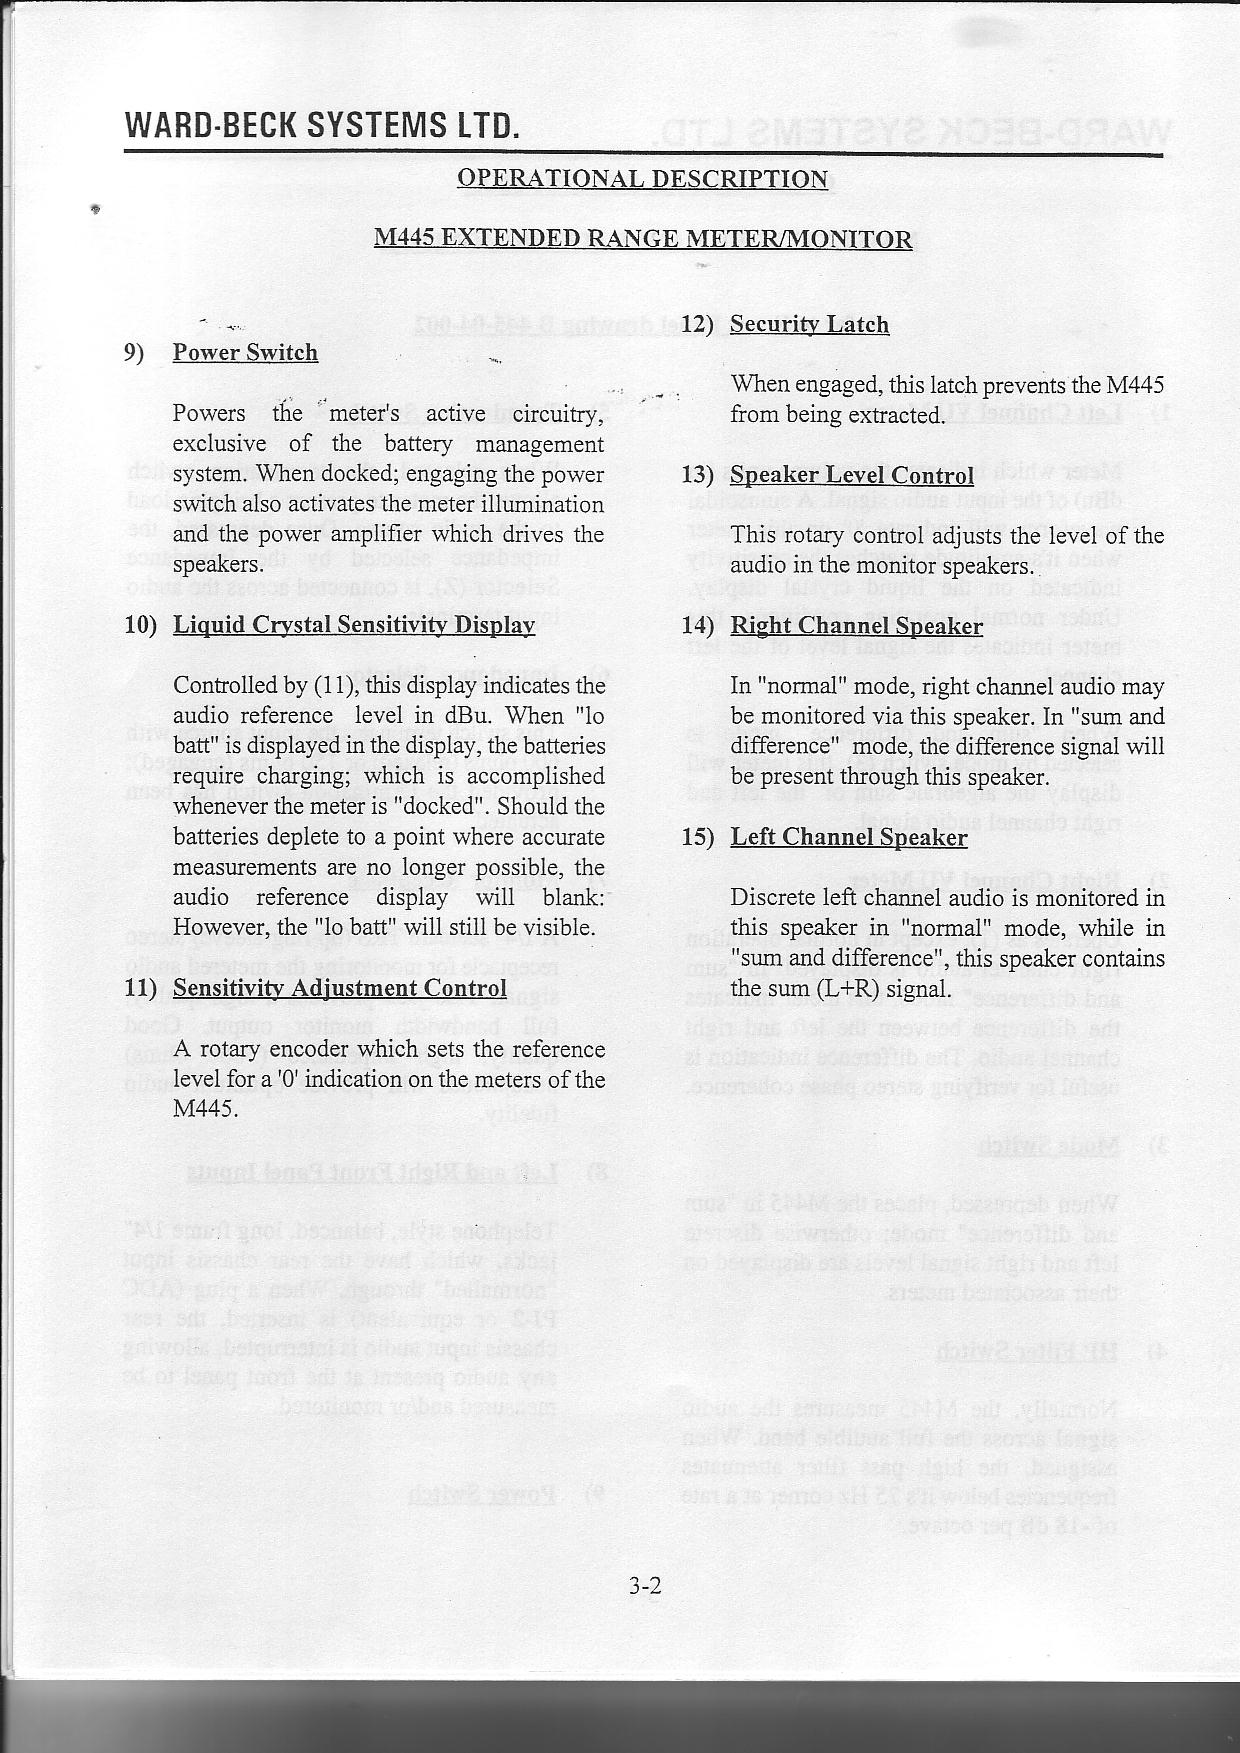 WARD-BECK SYSTEMS LTD.
OPERATIONAL DESCRIPTION
M445 EXTENDED RANGE METER/MONITOR
9) Power Switch
Powers the meter's active circuitry,
exclusive of the battery management
system. When docked; engaging the power
switch also activates the meter illumination
and the power amplifier which drives the
speakers.
10) Liquid Crystal Sensitivity Display
Controlled by (11), this display indicates the
audio reference level in dBu. When "lo
batt" is displayed in the display, the batteries
require charging; which is accomplished
whenever the meter is "docked". Should the
batteries deplete to a point where accurate
measurements are no longer possible, the
audio reference display will blank:
However, the "lo batt" will still be visible.
11) Sensitivity Adjustment Control
A rotary encoder which sets the reference
level for a '0' indication on the meters of the
M445.
12) Security Latch
When engaged, this latch prevents the M445
from being extracted.
13) Speaker Level Control
This rotary control adjusts the level of the
audio in the monitor speakers.
14) Right Channel Speaker
In "normal" mode, right channel audio may
be monitored via this speaker. In "sum and
difference" mode, the difference signal will
be present through this speaker.
15) Left Channel Speaker
Discrete left channel audio is monitored in
this speaker in "normal" mode, while in
"sum and difference", this speaker contains
the sum (L+R) signal.
3-2